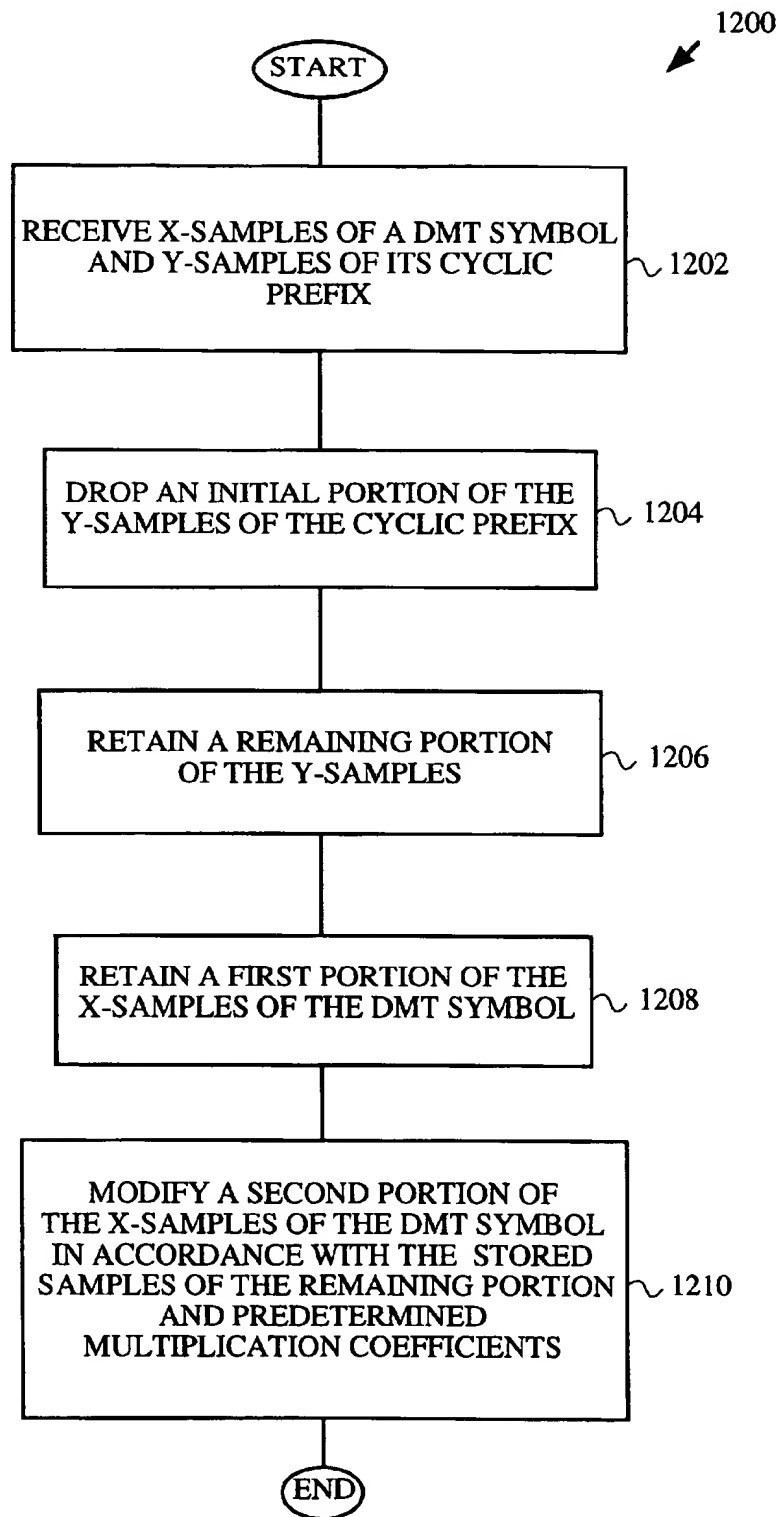 1200
START
RECEIVE X-SAMPLES OF A DMT SYMBOL
AND Y-SAMPLES OF ITS CYCLIC
PREFIX
1202
DROP AN INITIAL PORTION OF THE
Y-SAMPLES OF THE CYCLIC PREFIX
1204
RETAIN A REMAINING PORTION
OF THE Y-SAMPLES
1206
RETAIN A FIRST PORTION OF THE
X-SAMPLES OF THE DMT SYMBOL
1208
MODIFY A SECOND PORTION OF
THE X-SAMPLES OF THE DMT SYMBOL
IN ACCORDANCE WITH THE STORED
SAMPLES OF THE REMAINING PORTION
AND PREDETERMINED
MULTIPLICATION COEFFICIENTS
1210
END